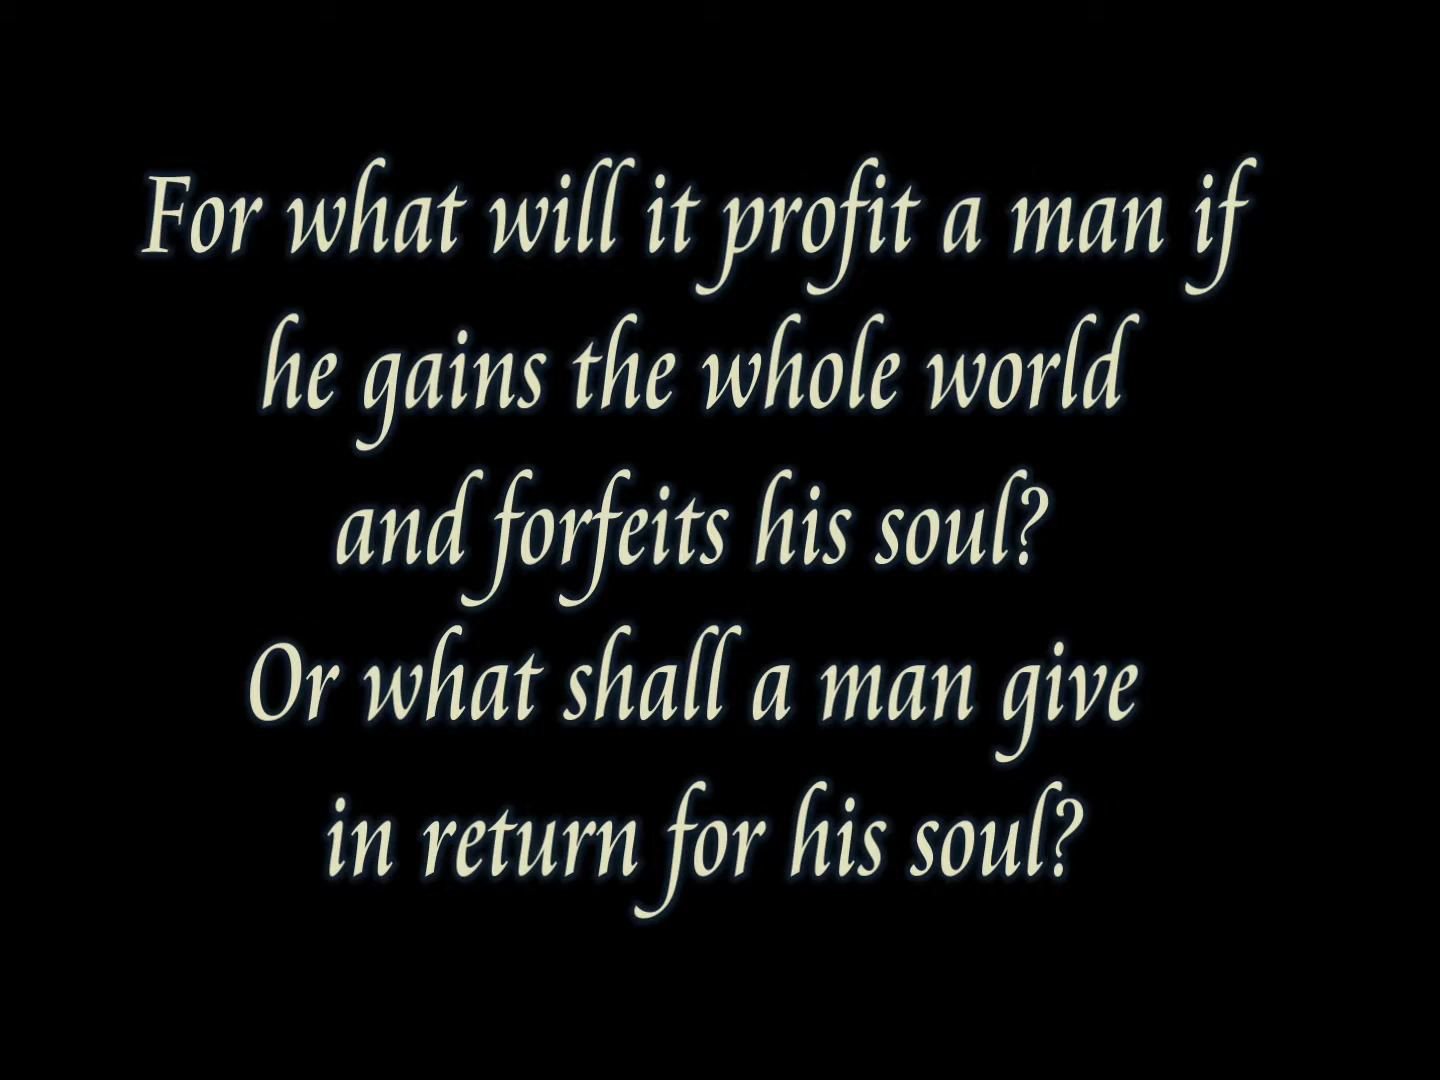 For what will it profit a man if
he gains the whole world
and forfeits his soul?
Or what shall a man give
in return for his soul?